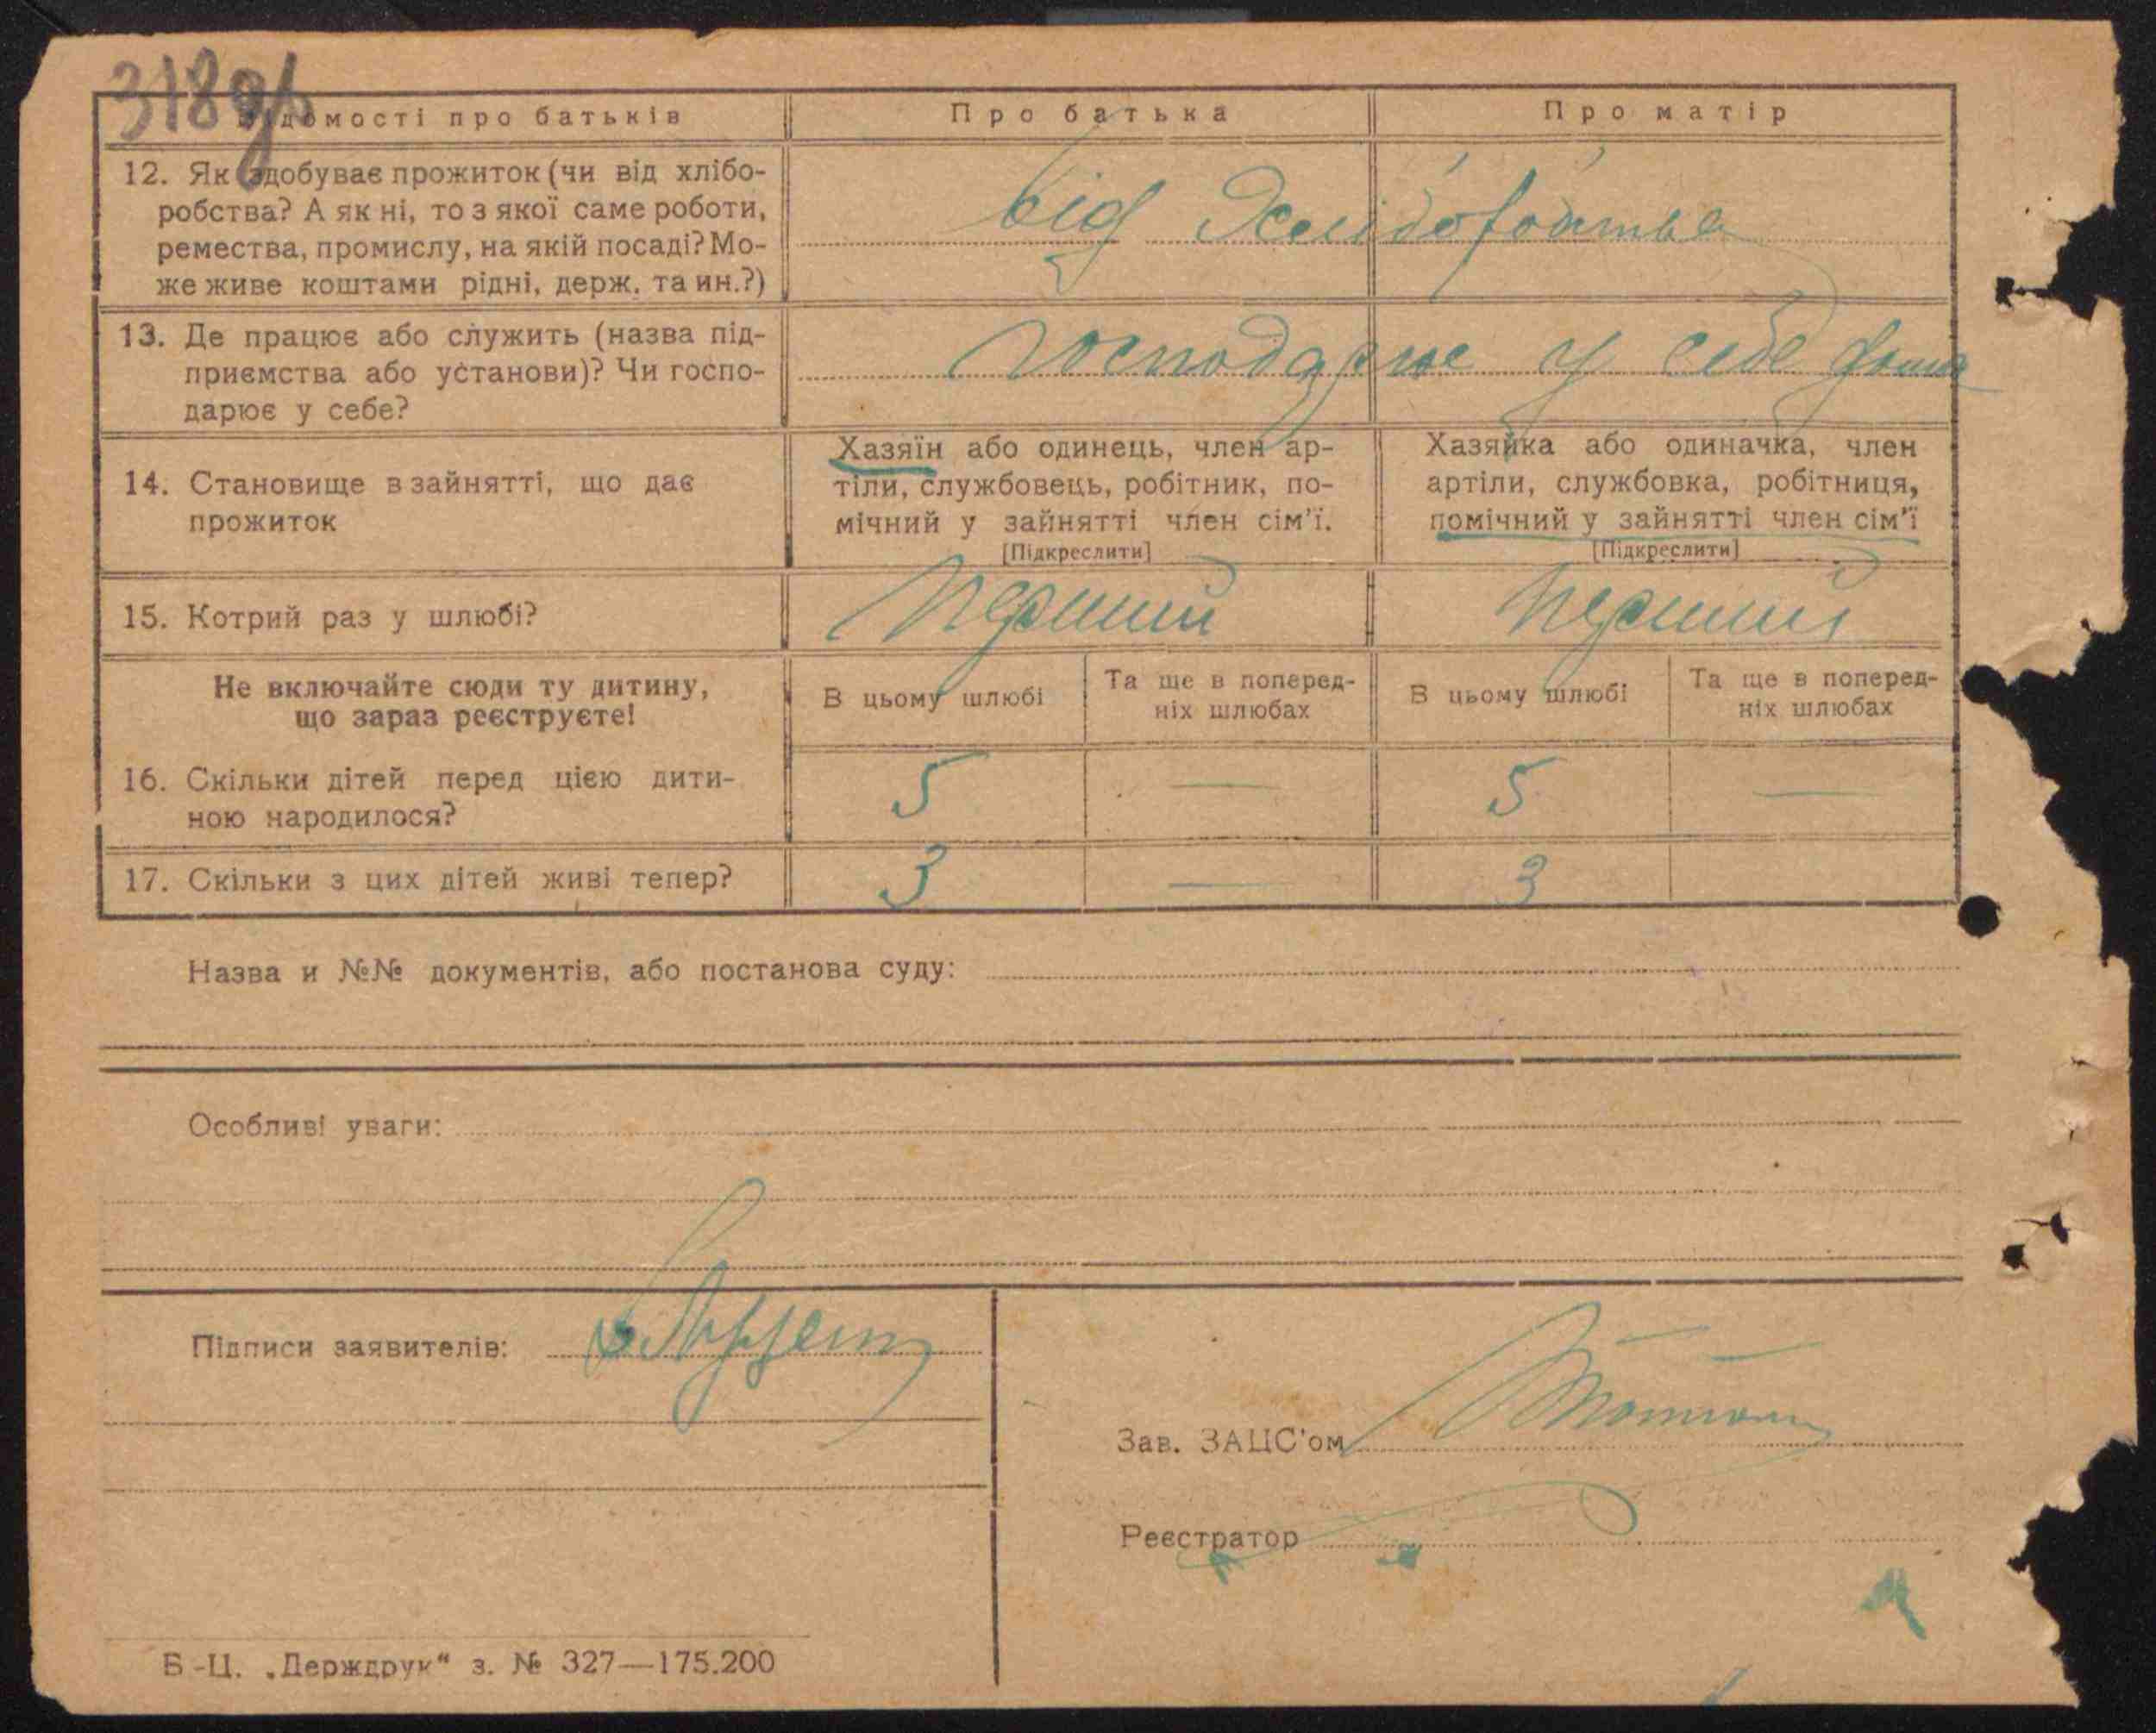 318 зв
Відомості про батьків
Про батька
Про матір
12. Як здобуває прожиток (чи від хлібо-
робства? А як ні, то з якої саме роботи,
ремества, промислу, на якій посаді? Мо-
же живе коштами рідні, держ. та ин.?)
від хліборобства
13. Де працює або служить (назва під-
приємства або установи)? Чи госпо-
дарює у себе?
господарює у себе дома
14. Становище в зайнятті, що дає
прожиток
Хазяїн або одинець, член ар-
тіли, службовець, робітник, по-
мічний у зайнятті член сім'ї.
[Підкреслити]
Хазяйка або одиначка, член
артіли, службовка, робітниця,
помічний у зайнятті член сім'ї
[Підкреслити]
15. Котрий раз у шлюбі?
перший
перший
Не включайте сюди ту дитину,
що зараз реєструєте!
В цьому шлюбі
Та ще в поперед-
ніх шлюбах
В цьому шлюбі
Та ще в поперед-
ніх шлюбах
16. Скільки дітей перед цією дити-
ною народилося?
5 — 5 —
17. Скільки з цих дітей живі тепер?
3 — 3
Назва и №№ документів, або постанова суду:
Особливі уваги:
Підписи заявителів:
Зав. ЗАЦС'ом
Реєстратор
Б-Ц. „Держдрук“ з. № 327—175.200